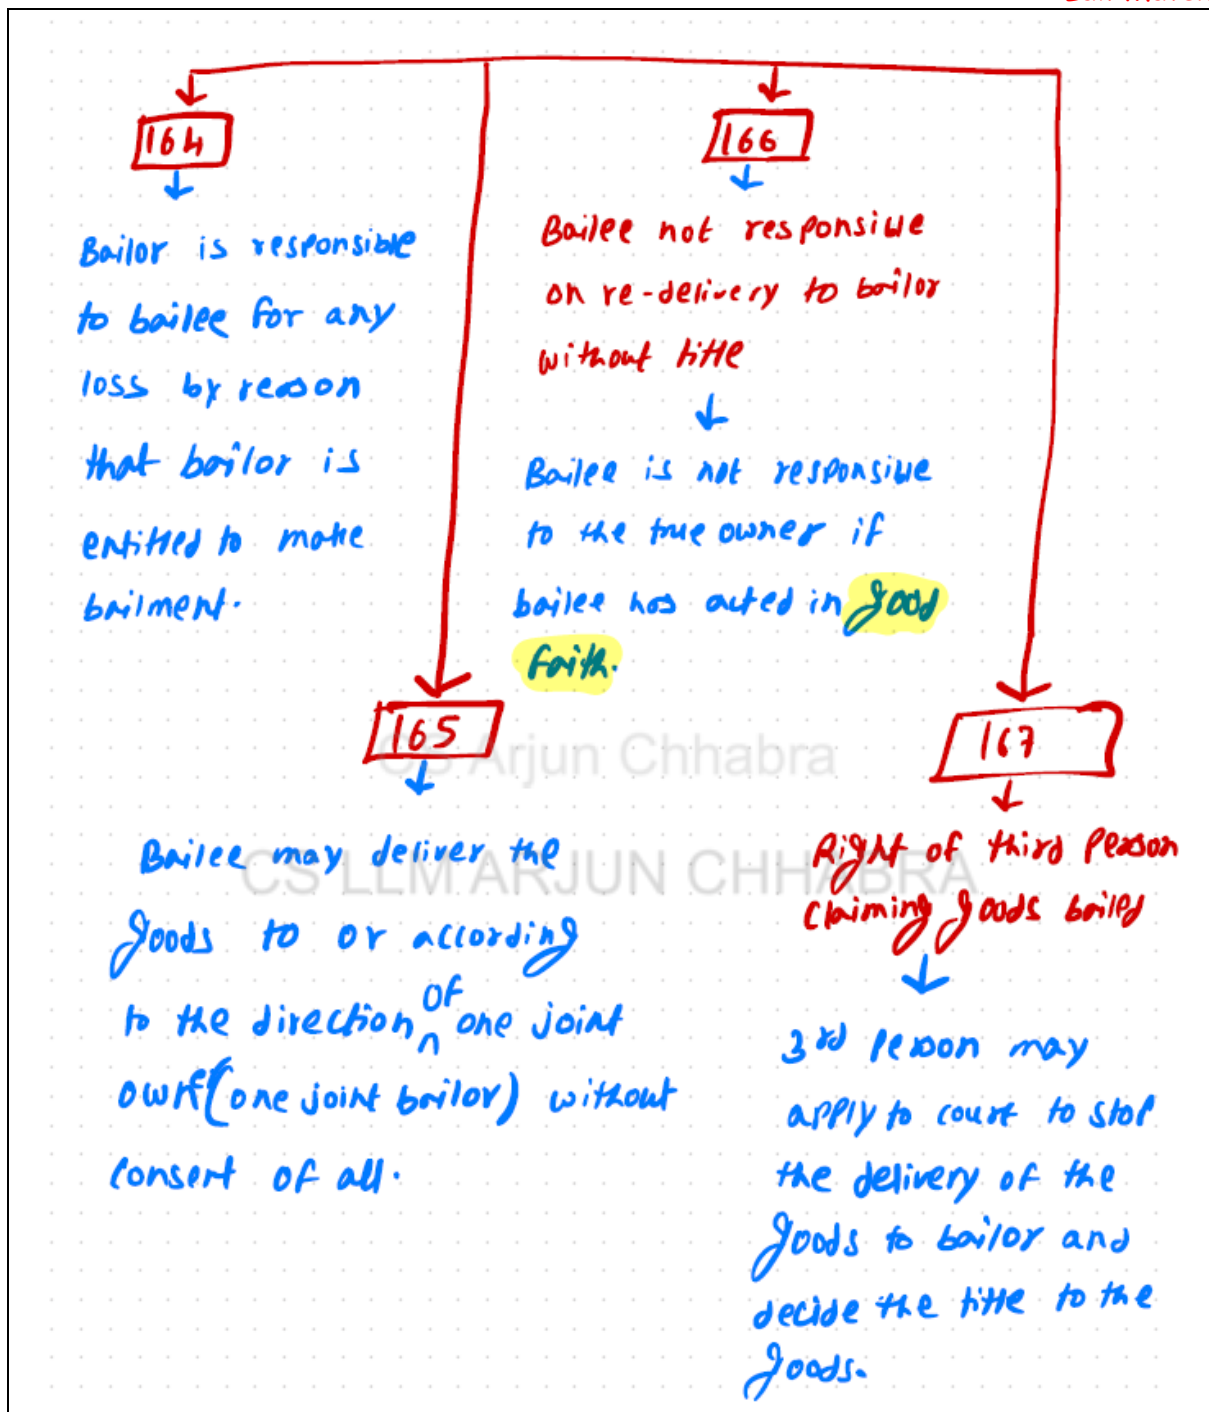 164
Bailor is responsible
to bailee for any
loss by reason
that bailor is
entitled to make
bailment.
165
Bailee may deliver the
goods to or according
to the direction of one joint
owner (one joint bailor) without
consent of all.
166
Bailee not responsible
on re-delivery to bailor
without title
Bailee is not responsible
to the true owner if
bailee has acted in good
faith.
167
Right of third person
claiming goods bailed
3rd person may
apply to court to stop
the delivery of the
goods to bailor and
decide the title to the
goods.
CS Arjun Chhabra
CS LLM ARJUN CHHABRA